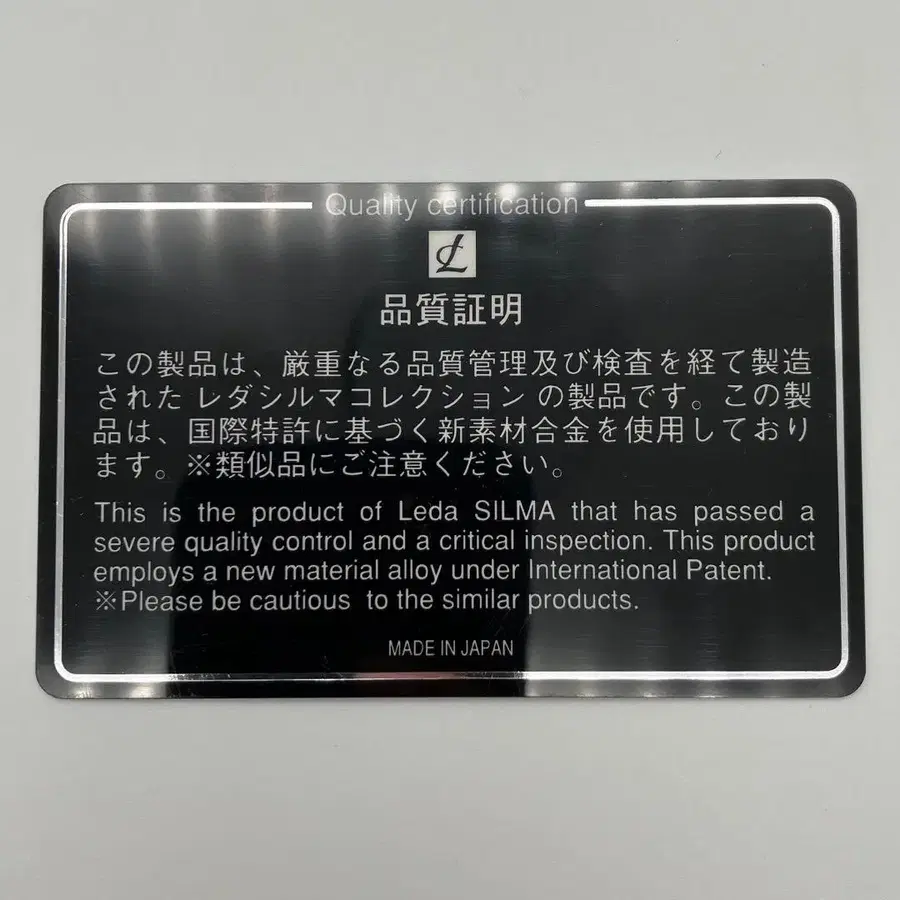 Quality certification
L
品質証明
この製品は、厳重なる品質管理及び検査を経て製造
された レダシルマコレクション の製品です。この製
品は、国際特許に基づく新素材合金を使用しており
ます。※類似品にご注意ください。
This is the product of Leda SILMA that has passed a
severe quality control and a critical inspection. This product
employs a new material alloy under International Patent.
※Please be cautious to the similar products.
MADE IN JAPAN